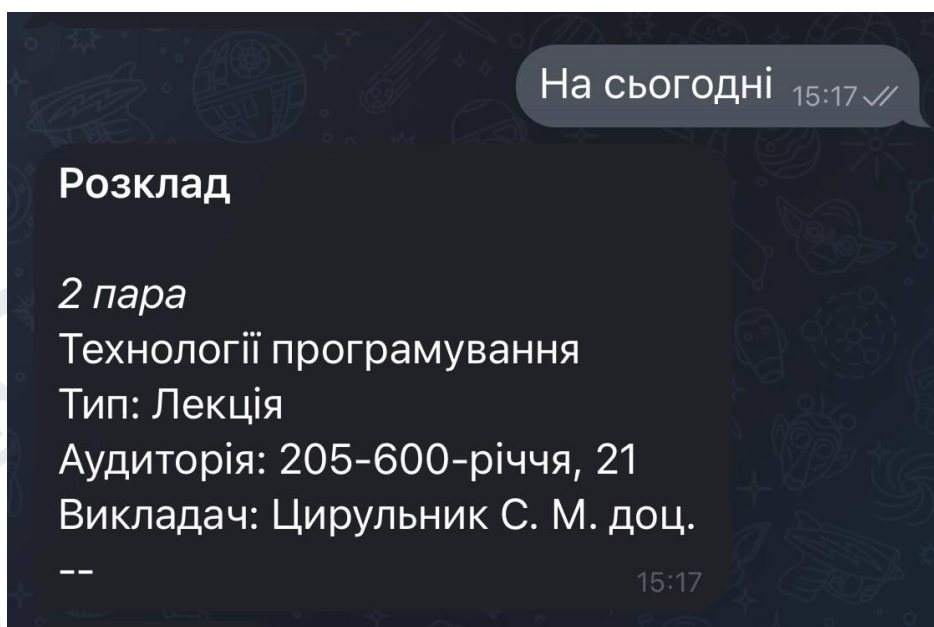 На сьогодні 15:17
Розклад
2 пара
Технології програмування
Тип: Лекція
Аудиторія: 205-600-річчя, 21
Викладач: Цирульник С. М. доц.
--
15:17